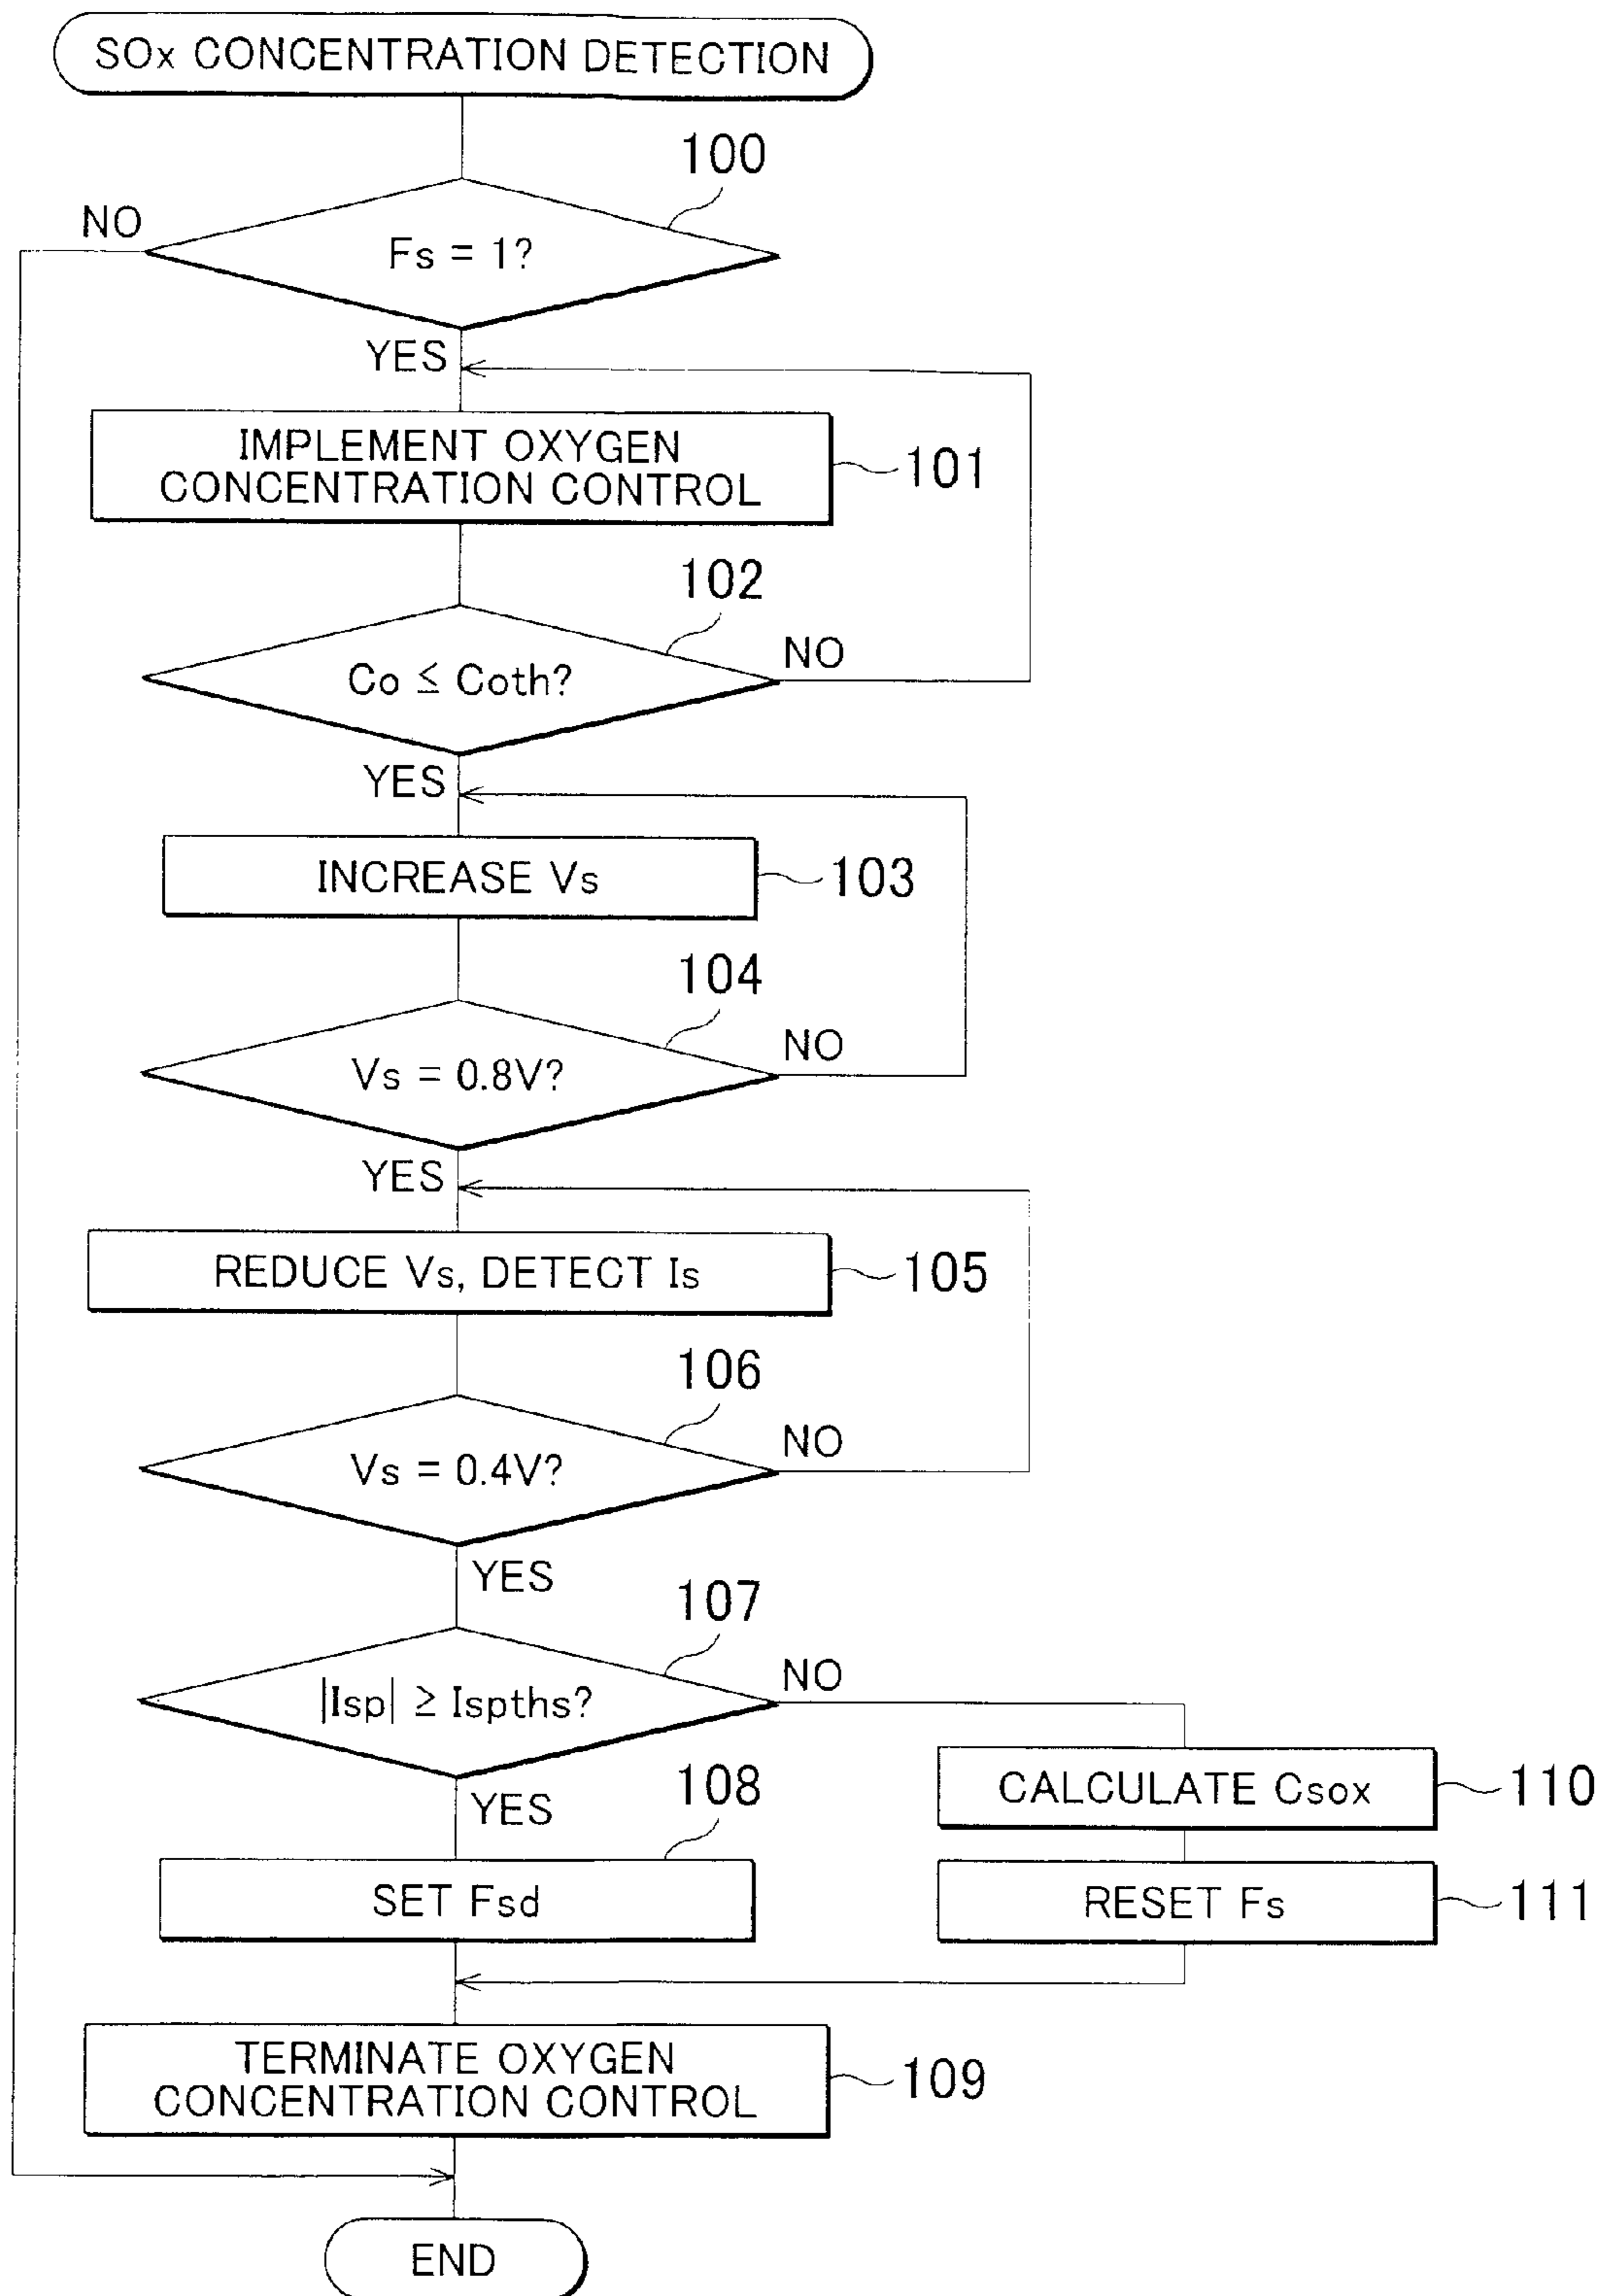 SOx CONCENTRATION DETECTION
100
NO
Fs = 1?
YES
IMPLEMENT OXYGEN
CONCENTRATION CONTROL
101
102
Co ≤ Coth?
NO
YES
INCREASE Vs
103
104
Vs = 0.8V?
NO
YES
REDUCE Vs, DETECT Is
105
106
Vs = 0.4V?
NO
YES
107
|Isp| ≥ Ispths?
NO
YES
CALCULATE Csox
110
108
SET Fsd
RESET Fs
111
TERMINATE OXYGEN
CONCENTRATION CONTROL
109
END